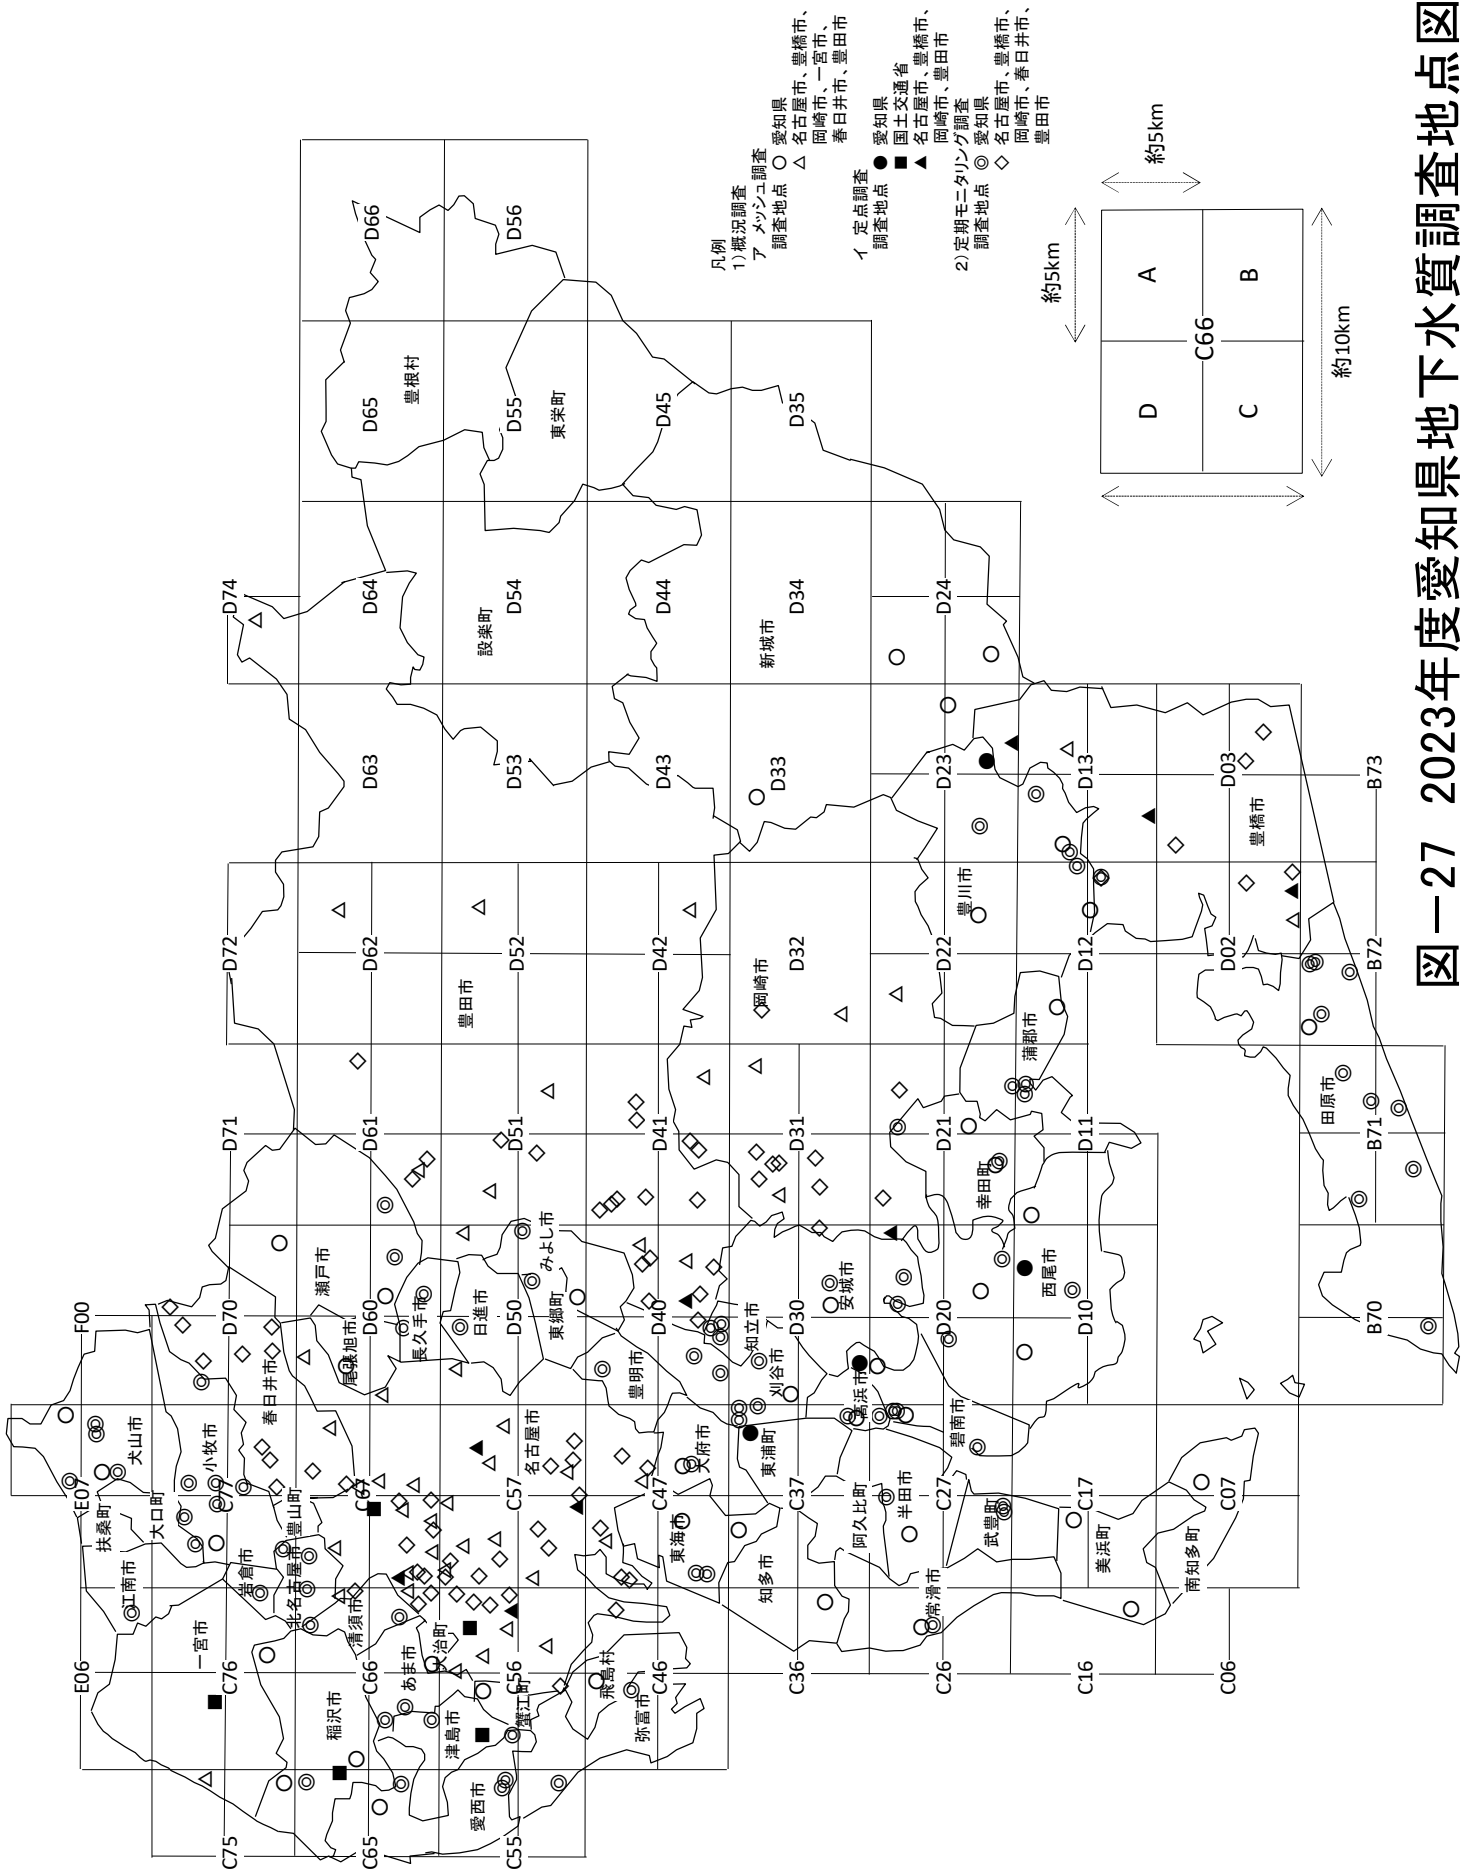 図－27　2023年度愛知県地下水質調査地点図
凡例
1）概況調査
ア　メッシュ調査
調査地点　○　愛知県
△　名古屋市、豊橋市、
岡崎市、一宮市、
春日井市、豊田市
イ　定点調査
調査地点　●　愛知県
■　国土交通省
▲　名古屋市、豊橋市、
岡崎市、豊田市
2）定期モニタリング調査
調査地点　◎　愛知県
◇　名古屋市、豊橋市、
岡崎市、春日井市、
豊田市
約5km
約5km
D
A
C66
C
B
約10km
E06
E07
F00
C75
C76
C77
D70
D71
D72
D74
C65
C66
C67
D60
D61
D62
D63
D64
D65
D66
C55
C56
C57
D50
D51
D52
D53
D54
D55
D56
C46
C47
D40
D41
D42
D43
D44
D45
C36
C37
D30
D31
D32
D33
D34
D35
C26
C27
D20
D21
D22
D23
D24
C16
C17
D10
D11
D12
D13
C06
C07
D02
D03
B70
B71
B72
B73
犬山市
扶桑町
大口町
江南市
小牧市
一宮市
岩倉市
豊山町
北名古屋市
春日井市
稲沢市
清須市
尾張旭市
瀬戸市
あま市
大治町
長久手市
津島市
愛西市
日進市
名古屋市
蟹江町
みよし市
東郷町
飛島村
弥富市
豊明市
豊田市
設楽町
豊根村
東栄町
東海市
大府市
知多市
東浦町
刈谷市
知立市
岡崎市
新城市
安城市
高浜市
阿久比町
半田市
常滑市
碧南市
武豊町
西尾市
幸田町
蒲郡市
豊川市
美浜町
南知多町
豊橋市
田原市